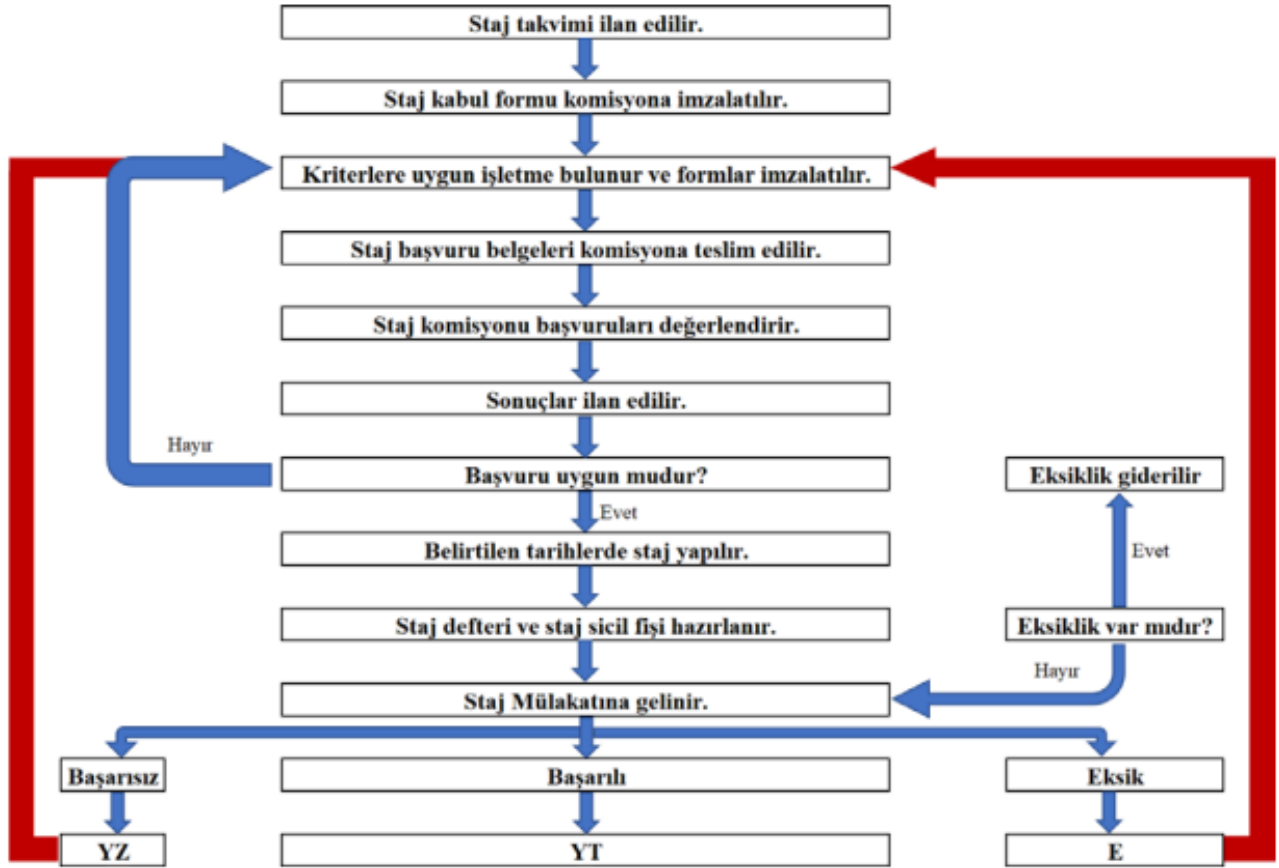 Staj takvimi ilan edilir.
Staj kabul formu komisyona imzalatılır.
Kriterlere uygun işletme bulunur ve formlar imzalatılır.
Staj başvuru belgeleri komisyona teslim edilir.
Staj komisyonu başvuruları değerlendirir.
Sonuçlar ilan edilir.
Hayır
Başvuru uygun mudur?
Eksiklik giderilir
Evet
Belirtilen tarihlerde staj yapılır.
Evet
Staj defteri ve staj sicil fişi hazırlanır.
Eksiklik var mıdır?
Hayır
Staj Mülakatına gelinir.
Başarısız
Başarılı
Eksik
YZ
YT
E